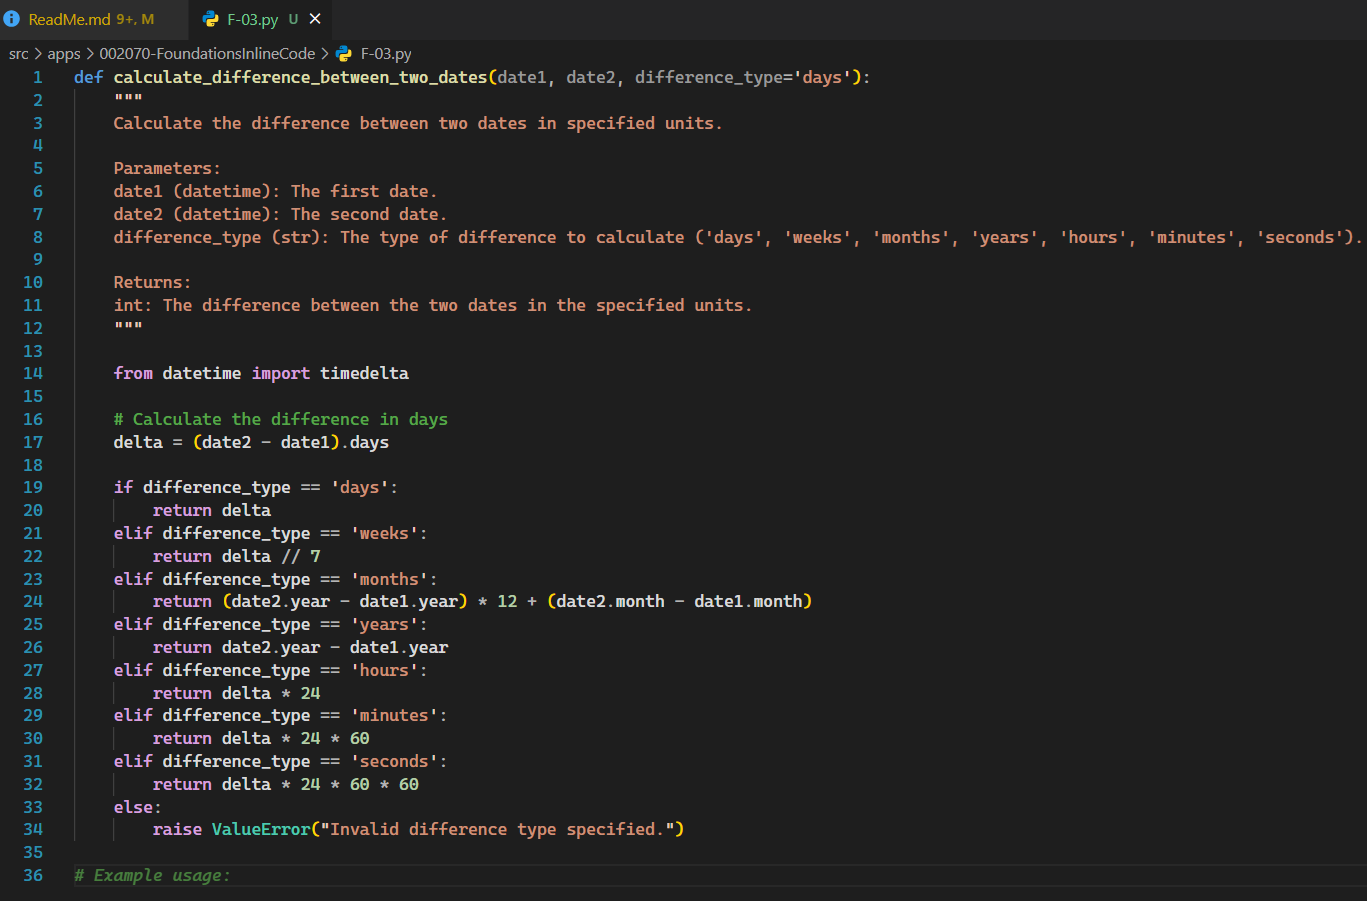 ReadMe.md 9+, M F-03.py U
src > apps > 002070-FoundationsInlineCode > F-03.py
1 def calculate_difference_between_two_dates(date1, date2, difference_type='days'):
2 """
3 Calculate the difference between two dates in specified units.
4
5 Parameters:
6 date1 (datetime): The first date.
7 date2 (datetime): The second date.
8 difference_type (str): The type of difference to calculate ('days', 'weeks', 'months', 'years', 'hours', 'minutes', 'seconds').
9
10 Returns:
11 int: The difference between the two dates in the specified units.
12 """
13
14 from datetime import timedelta
15
16 # Calculate the difference in days
17 delta = (date2 - date1).days
18
19 if difference_type == 'days':
20 return delta
21 elif difference_type == 'weeks':
22 return delta // 7
23 elif difference_type == 'months':
24 return (date2.year - date1.year) * 12 + (date2.month - date1.month)
25 elif difference_type == 'years':
26 return date2.year - date1.year
27 elif difference_type == 'hours':
28 return delta * 24
29 elif difference_type == 'minutes':
30 return delta * 24 * 60
31 elif difference_type == 'seconds':
32 return delta * 24 * 60 * 60
33 else:
34 raise ValueError("Invalid difference type specified.")
35
36 # Example usage: